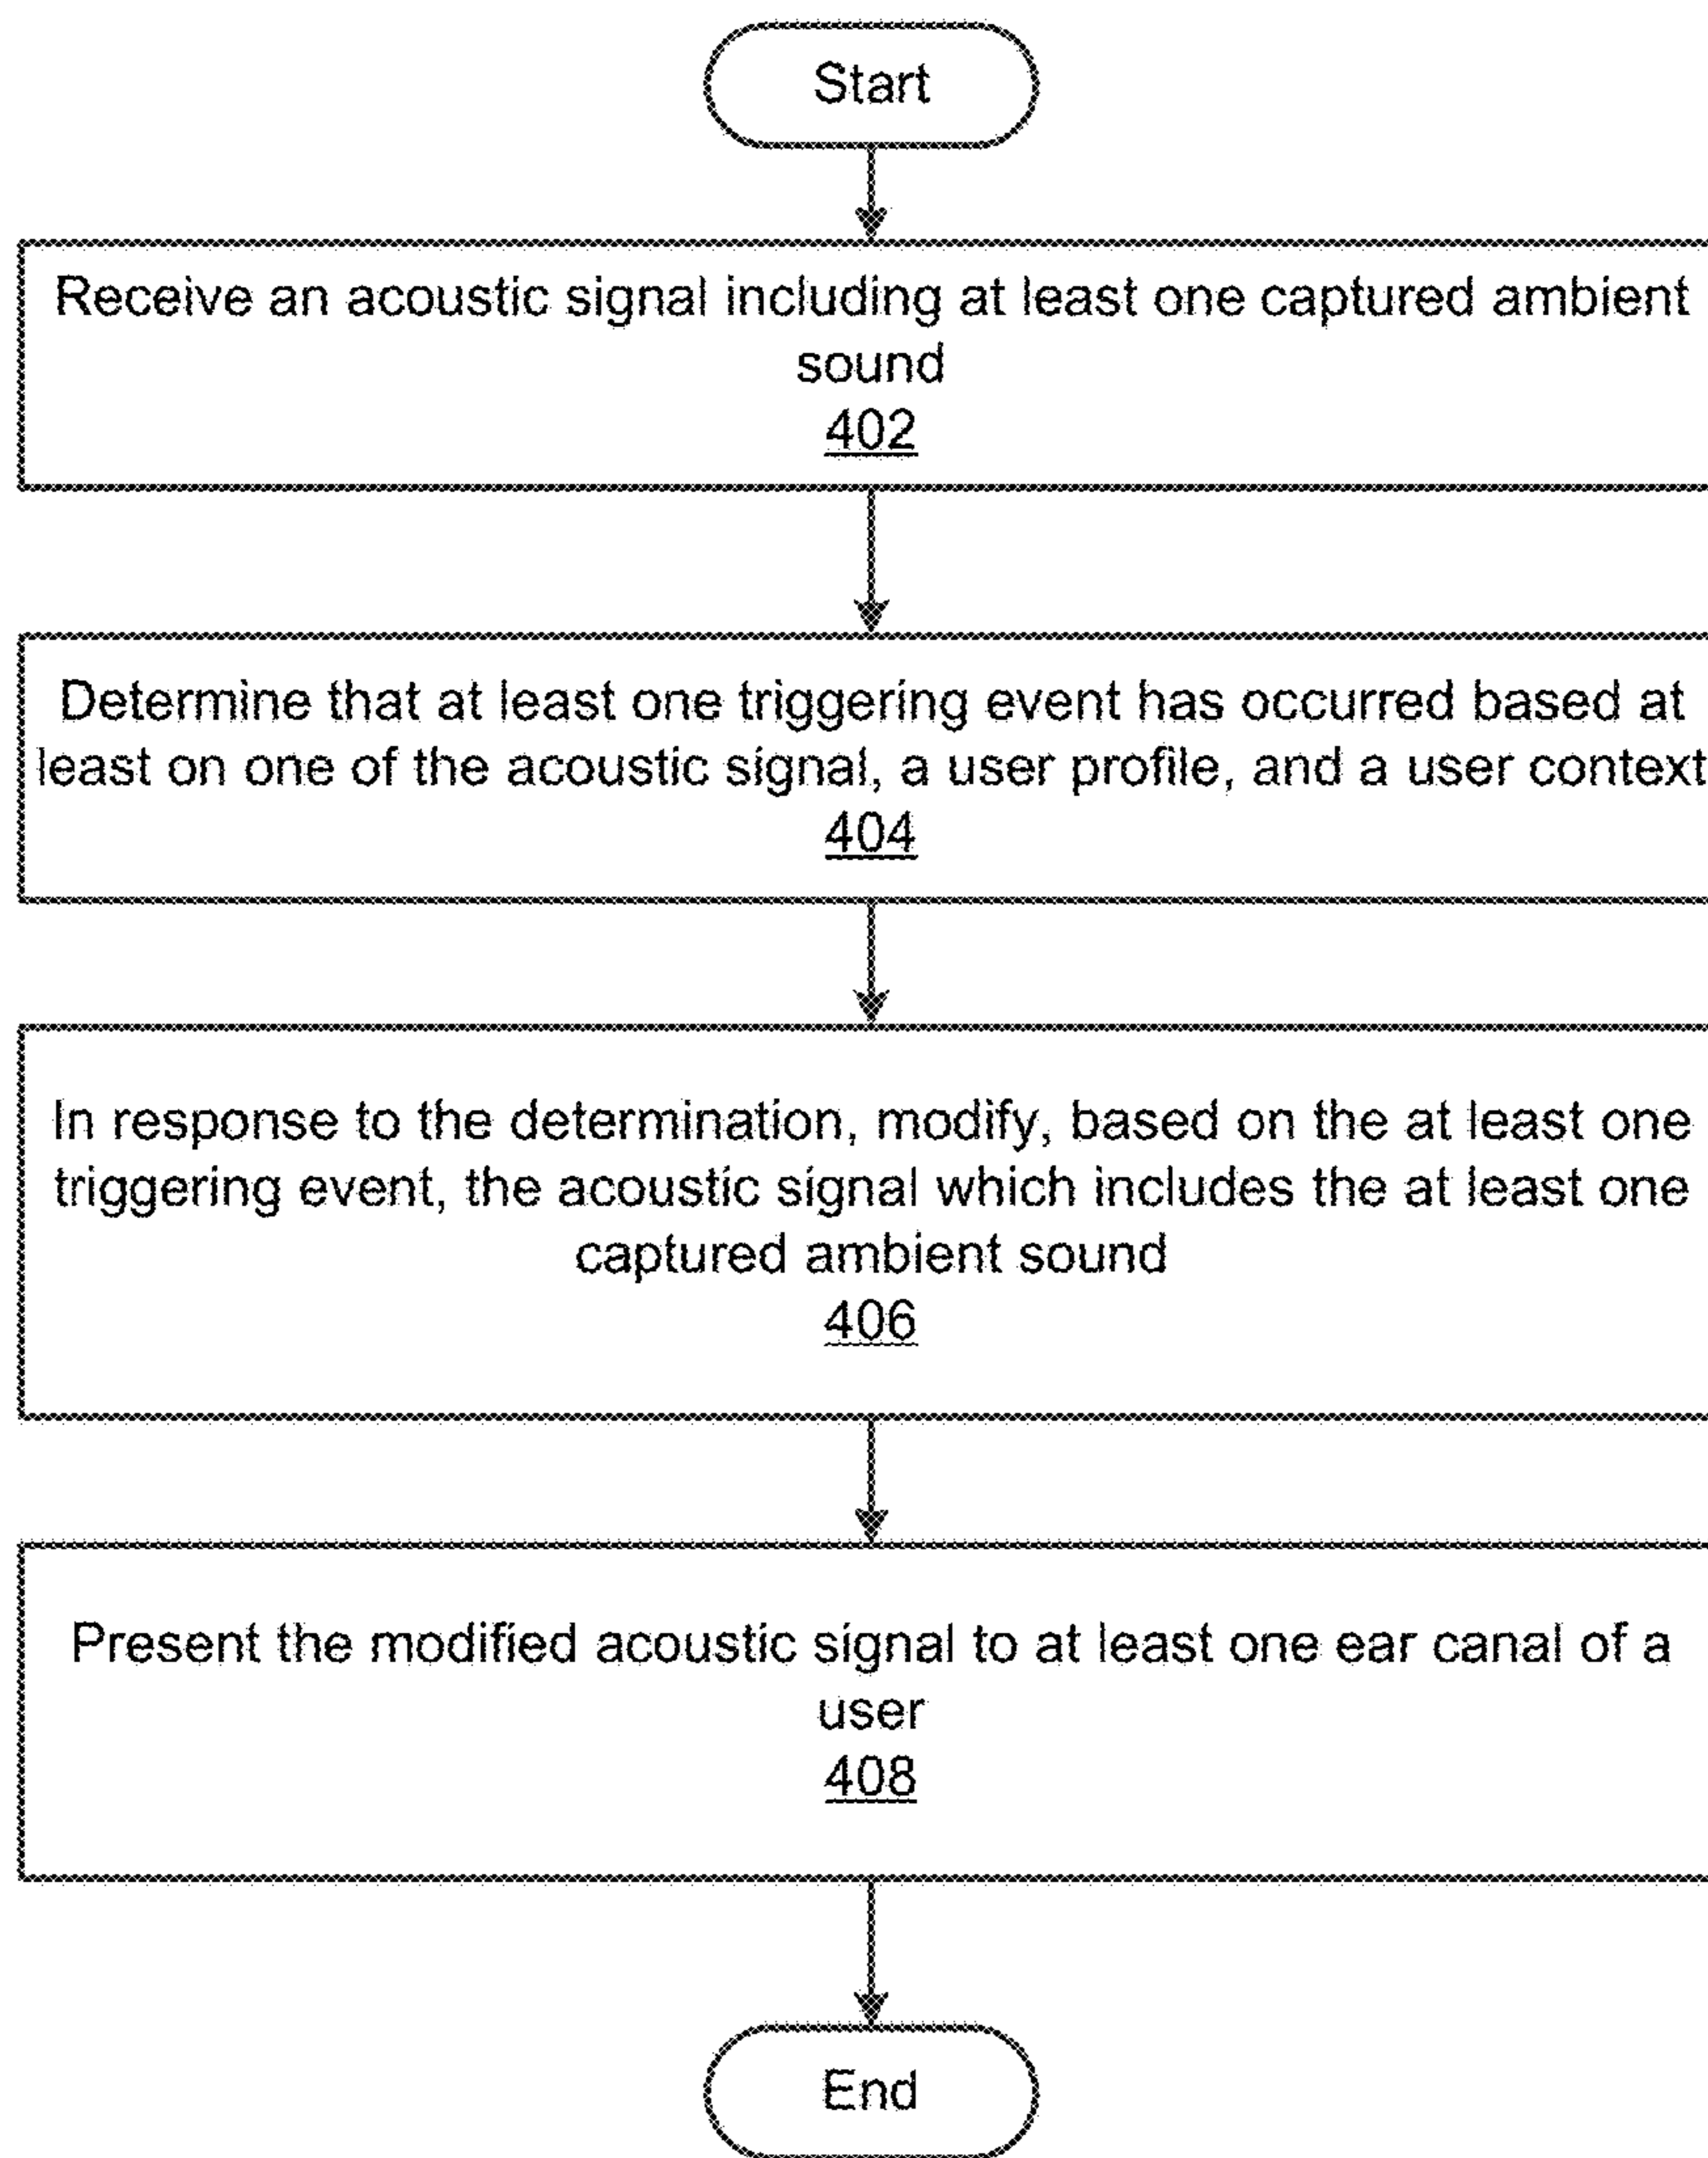 Start
Receive an acoustic signal including at least one captured ambient
sound
402
Determine that at least one triggering event has occurred based at
least on one of the acoustic signal, a user profile, and a user context
404
In response to the determination, modify, based on the at least one
triggering event, the acoustic signal which includes the at least one
captured ambient sound
406
Present the modified acoustic signal to at least one ear canal of a
user
408
End